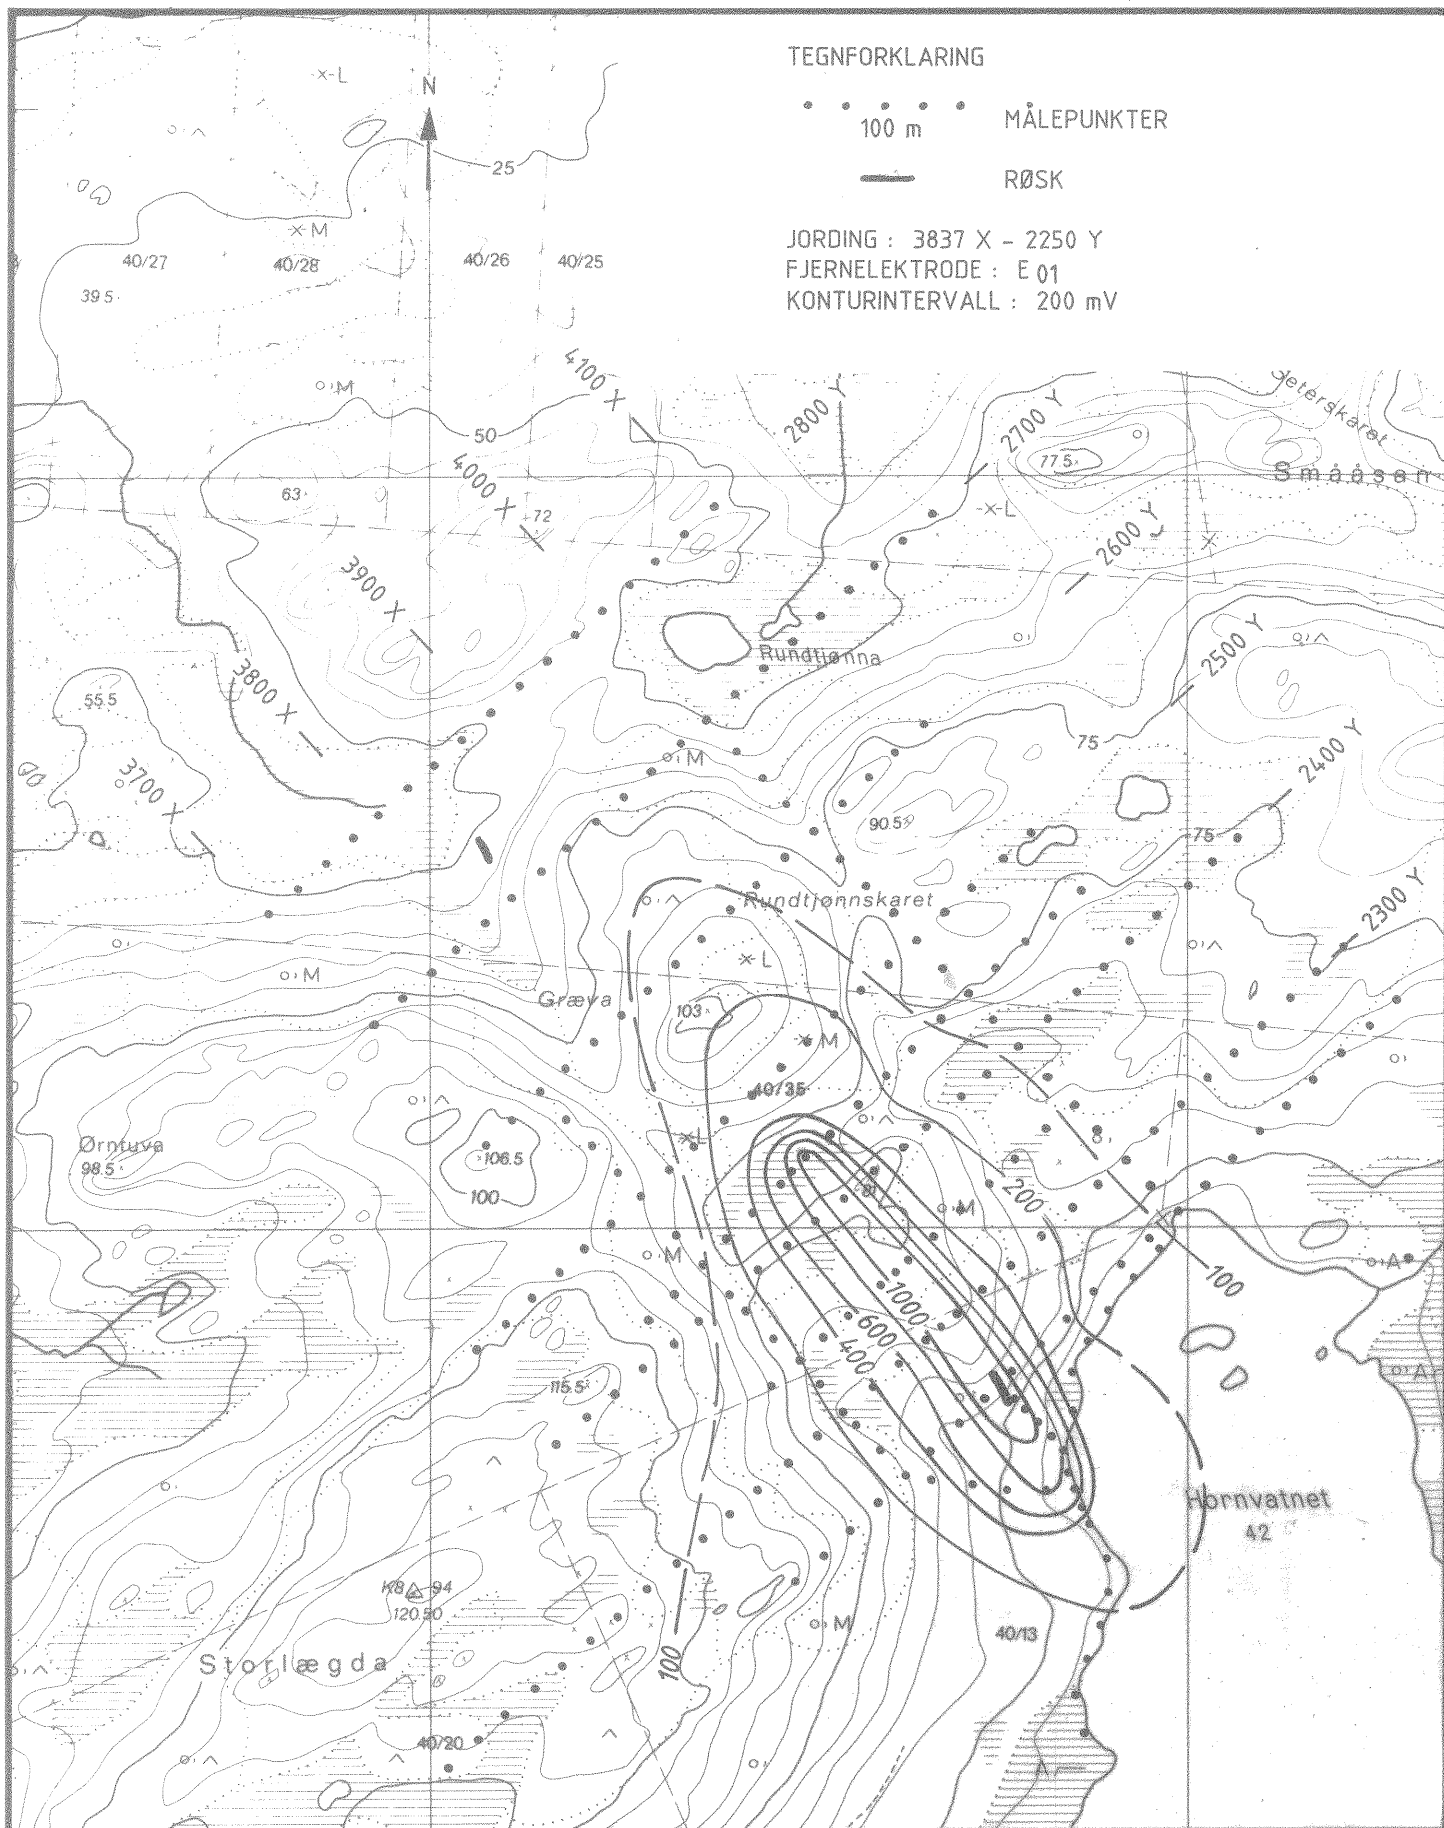 TEGNFORKLARING
100 m
MÅLEPUNKTER
RØSK
JORDING : 3837 X - 2250 Y
FJERNELEKTRODE : E 01
KONTURINTERVALL : 200 mV
N
x-L
25
x-M
40/27
40/28
40/26
40/25
39 5
4100 X
M
50
4000 X
2800 Y
2700 Y
77.5
Seterskaret
Smååsen
63
72
x-L
2600 Y
3900 X
2500 Y
Rundtjønna
3800 X
55.5
75
2400 Y
M
3700 X
90.5
75
Rundtjønnskaret
2300 Y
L
M
Græva
103
M
40/35
Ørntuva
98.5
L
106.5
100
200
M
M
100
A
1000
600
400
A
115.5
Hornvatnet
42
K8 94
120.50
M
40/13
Storlægda
100
40/20